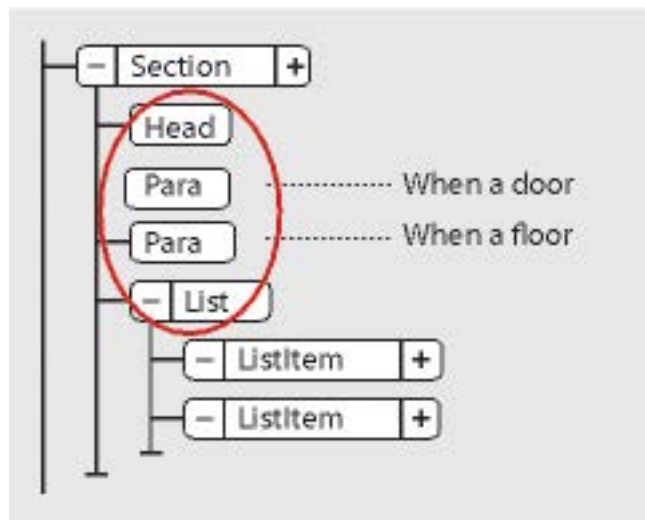 − Section +
Head
Para When a door
Para When a floor
− List
− ListItem +
− ListItem +